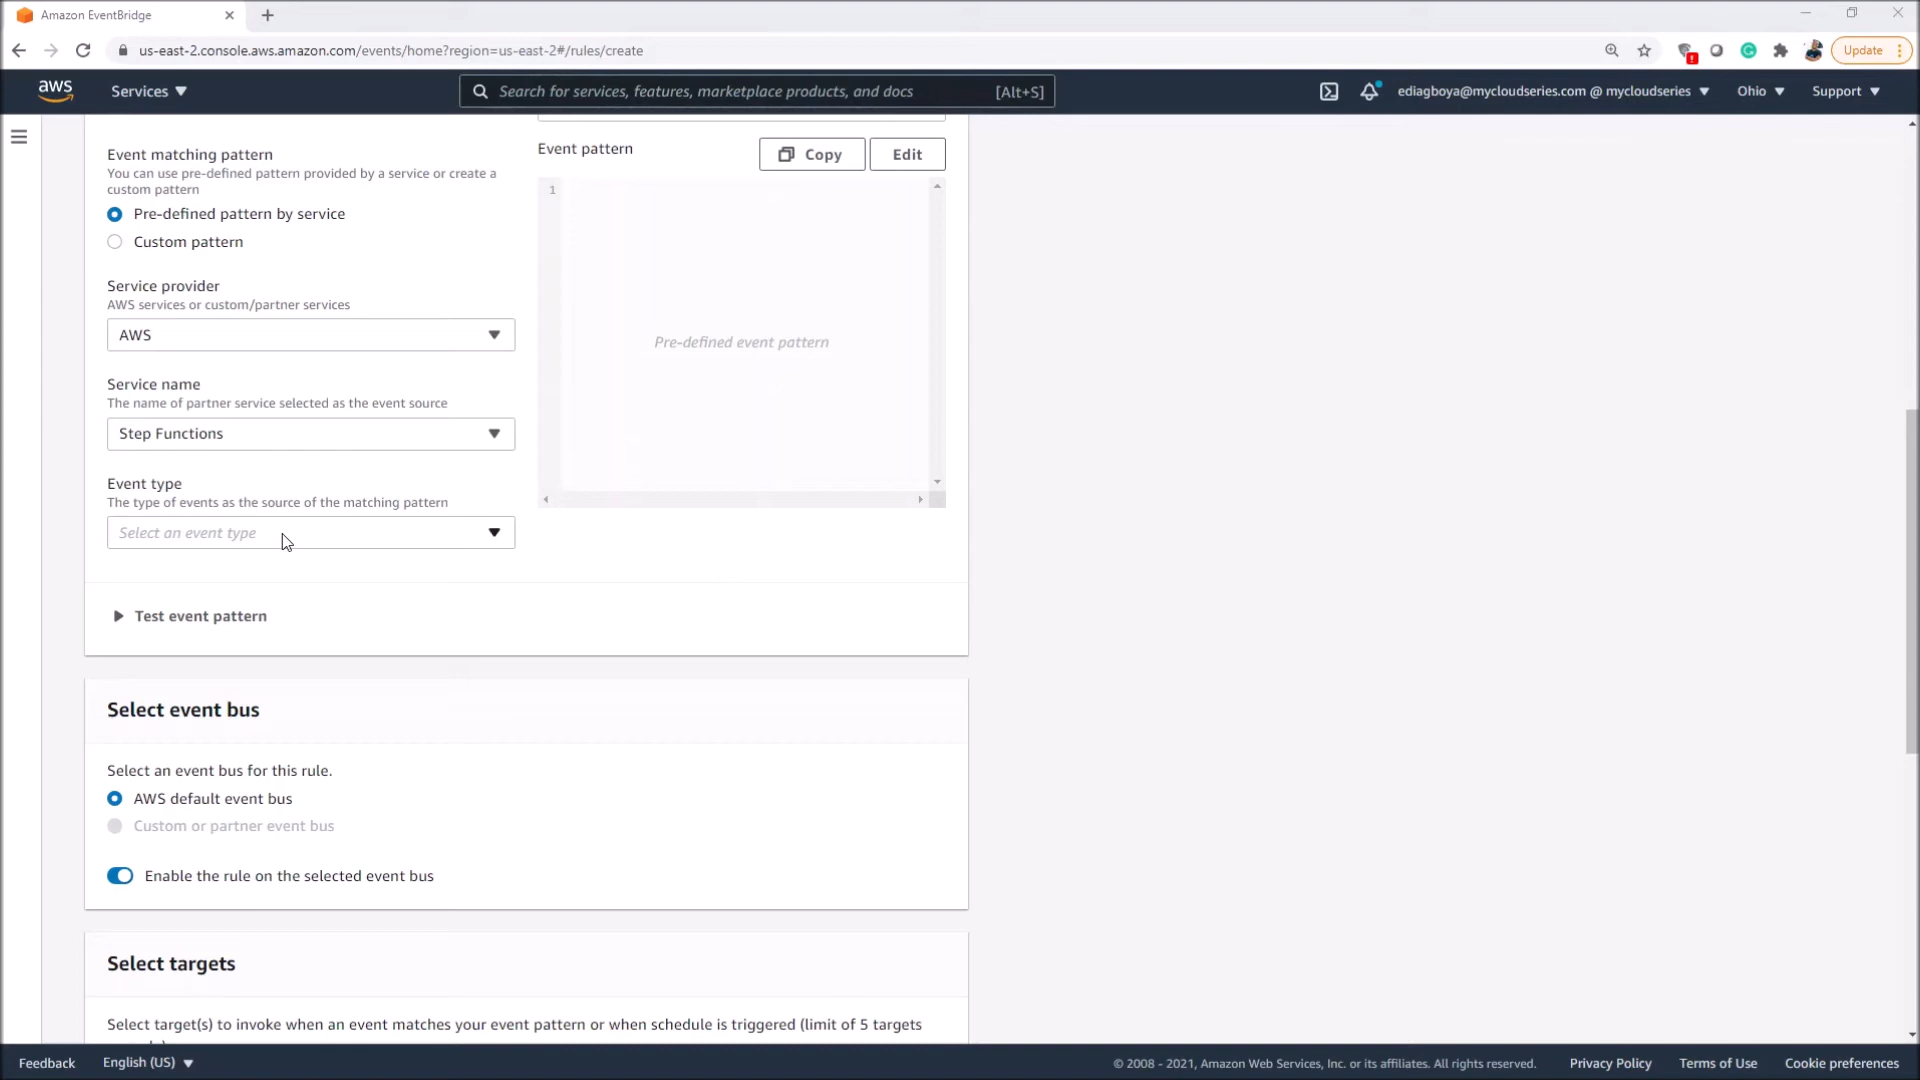 Amazon EventBridge
us-east-2.console.aws.amazon.com/events/home?region=us-east-2#/rules/create
Update
aws
Services
Search for services, features, marketplace products, and docs
[Alt+S]
ediagboya@mycloudseries.com @ mycloudseries
Ohio
Support
Event matching pattern
You can use pre-defined pattern provided by a service or create a
custom pattern
Pre-defined pattern by service
Custom pattern
Service provider
AWS services or custom/partner services
AWS
Service name
The name of partner service selected as the event source
Step Functions
Event type
The type of events as the source of the matching pattern
Select an event type
Event pattern
Copy
Edit
1
Pre-defined event pattern
Test event pattern
Select event bus
Select an event bus for this rule.
AWS default event bus
Custom or partner event bus
Enable the rule on the selected event bus
Select targets
Select target(s) to invoke when an event matches your event pattern or when schedule is triggered (limit of 5 targets
Feedback
English (US)
© 2008 - 2021, Amazon Web Services, Inc. or its affiliates. All rights reserved.
Privacy Policy
Terms of Use
Cookie preferences